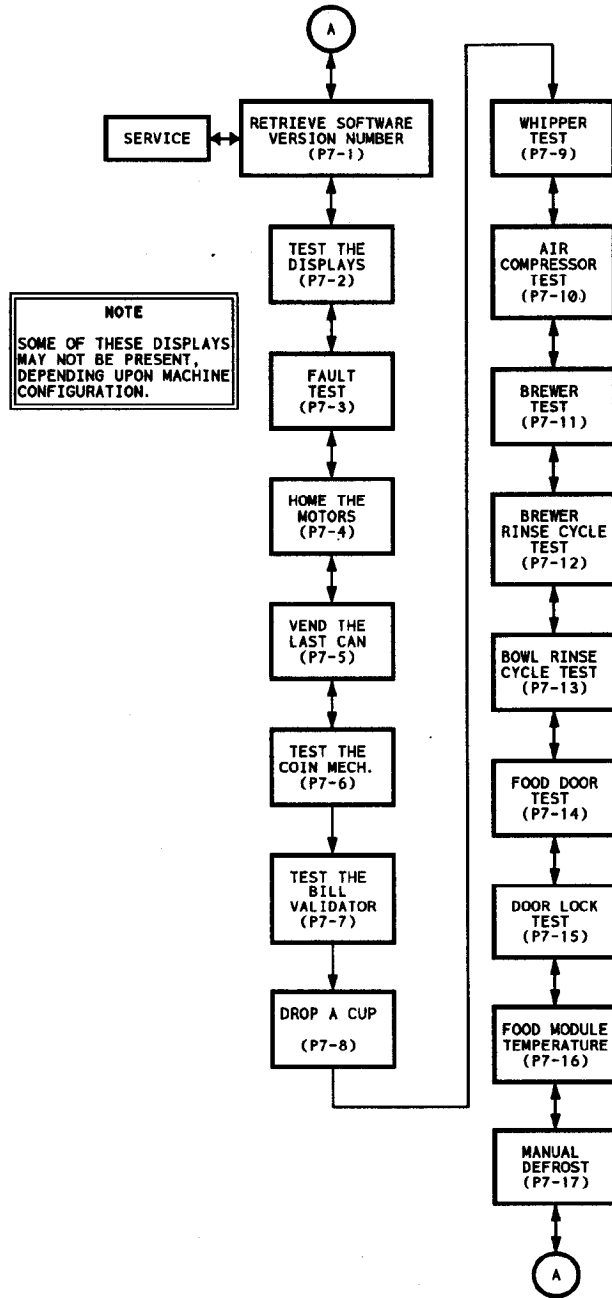 A
SERVICE
RETRIEVE SOFTWARE
VERSION NUMBER
(P7-1)
TEST THE
DISPLAYS
(P7-2)
NOTE
SOME OF THESE DISPLAYS
MAY NOT BE PRESENT,
DEPENDING UPON MACHINE
CONFIGURATION.
FAULT
TEST
(P7-3)
HOME THE
MOTORS
(P7-4)
VEND THE
LAST CAN
(P7-5)
TEST THE
COIN MECH.
(P7-6)
TEST THE
BILL
VALIDATOR
(P7-7)
DROP A CUP
(P7-8)
WHIPPER
TEST
(P7-9)
AIR
COMPRESSOR
TEST
(P7-10)
BREWER
TEST
(P7-11)
BREWER
RINSE CYCLE
TEST
(P7-12)
BOWL RINSE
CYCLE TEST
(P7-13)
FOOD DOOR
TEST
(P7-14)
DOOR LOCK
TEST
(P7-15)
FOOD MODULE
TEMPERATURE
(P7-16)
MANUAL
DEFROST
(P7-17)
A